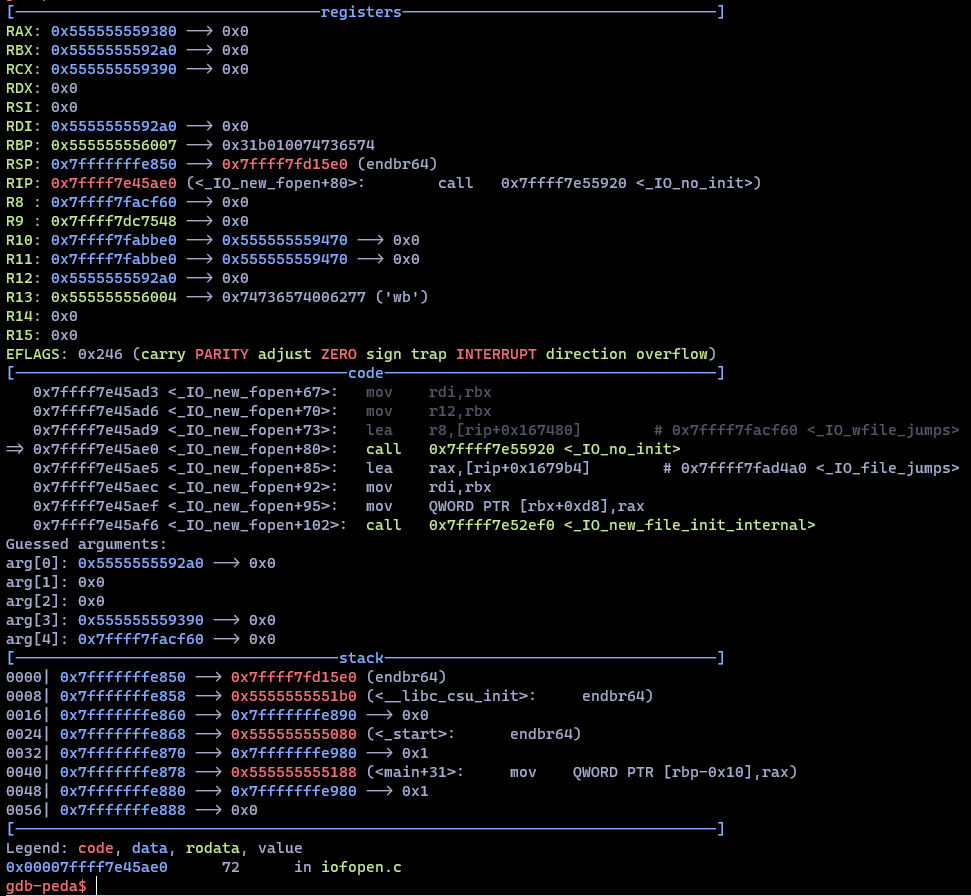 [----------------------------------registers-----------------------------------]
RAX: 0x555555559380 --> 0x0
RBX: 0x5555555592a0 --> 0x0
RCX: 0x555555559390 --> 0x0
RDX: 0x0
RSI: 0x0
RDI: 0x5555555592a0 --> 0x0
RBP: 0x555555556007 --> 0x31b010074736574
RSP: 0x7fffffffe850 --> 0x7ffff7fd15e0 (endbr64)
RIP: 0x7ffff7e45ae0 (<_IO_new_fopen+80>:        call   0x7ffff7e55920 <_IO_no_init>)
R8 : 0x7ffff7facf60 --> 0x0
R9 : 0x7ffff7dc7548 --> 0x0
R10: 0x7ffff7fabbe0 --> 0x555555559470 --> 0x0
R11: 0x7ffff7fabbe0 --> 0x555555559470 --> 0x0
R12: 0x5555555592a0 --> 0x0
R13: 0x555555556004 --> 0x74736574006277 ('wb')
R14: 0x0
R15: 0x0
EFLAGS: 0x246 (carry PARITY adjust ZERO sign trap INTERRUPT direction overflow)
[-------------------------------------code-------------------------------------]
   0x7ffff7e45ad3 <_IO_new_fopen+67>:   mov    rdi,rbx
   0x7ffff7e45ad6 <_IO_new_fopen+70>:   mov    r12,rbx
   0x7ffff7e45ad9 <_IO_new_fopen+73>:   lea    r8,[rip+0x167480]        # 0x7ffff7facf60 <_IO_wfile_jumps>
=> 0x7ffff7e45ae0 <_IO_new_fopen+80>:   call   0x7ffff7e55920 <_IO_no_init>
   0x7ffff7e45ae5 <_IO_new_fopen+85>:   lea    rax,[rip+0x1679b4]        # 0x7ffff7fad4a0 <_IO_file_jumps>
   0x7ffff7e45aec <_IO_new_fopen+92>:   mov    rdi,rbx
   0x7ffff7e45aef <_IO_new_fopen+95>:   mov    QWORD PTR [rbx+0xd8],rax
   0x7ffff7e45af6 <_IO_new_fopen+102>:  call   0x7ffff7e52ef0 <_IO_new_file_init_internal>
Guessed arguments:
arg[0]: 0x5555555592a0 --> 0x0
arg[1]: 0x0
arg[2]: 0x0
arg[3]: 0x555555559390 --> 0x0
arg[4]: 0x7ffff7facf60 --> 0x0
[------------------------------------stack-------------------------------------]
0000| 0x7fffffffe850 --> 0x7ffff7fd15e0 (endbr64)
0008| 0x7fffffffe858 --> 0x5555555551b0 (<__libc_csu_init>:     endbr64)
0016| 0x7fffffffe860 --> 0x7fffffffe890 --> 0x0
0024| 0x7fffffffe868 --> 0x555555555080 (<_start>:      endbr64)
0032| 0x7fffffffe870 --> 0x7fffffffe980 --> 0x1
0040| 0x7fffffffe878 --> 0x555555555188 (<main+31>:     mov    QWORD PTR [rbp-0x10],rax)
0048| 0x7fffffffe880 --> 0x7fffffffe980 --> 0x1
0056| 0x7fffffffe888 --> 0x0
[------------------------------------------------------------------------------]
Legend: code, data, rodata, value
0x00007ffff7e45ae0      72      in iofopen.c
gdb-peda$